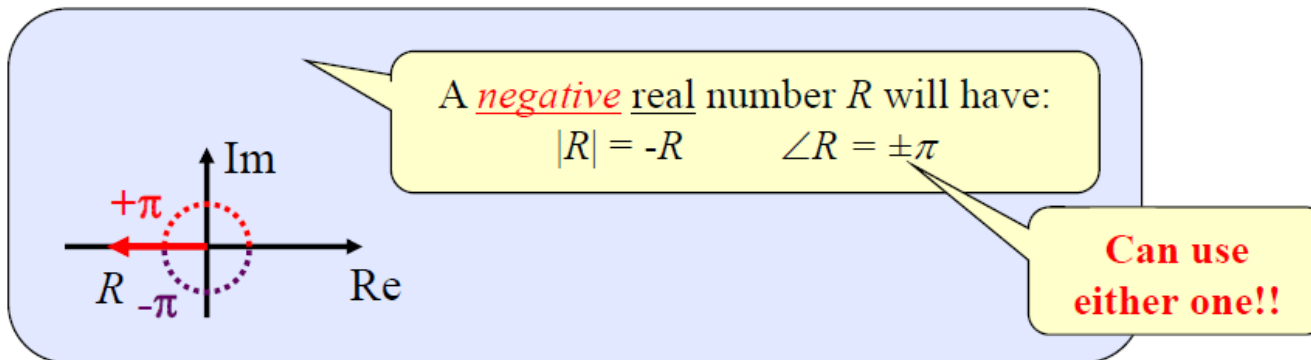 A negative real number R will have:
|R| = -R ∠R = ±π
Im
+π
R
-π
Re
Can use
either one!!